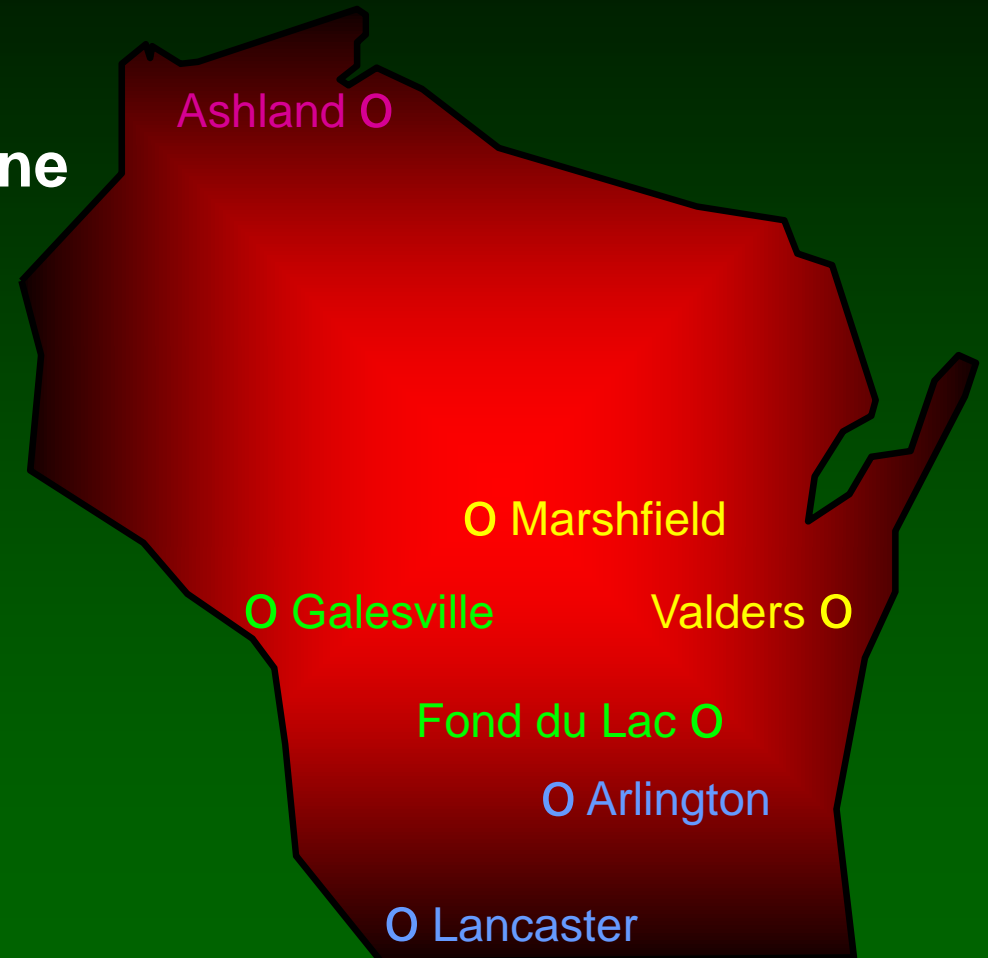 Ashland O
ne
O Marshfield
O Galesville
Valders O
Fond du Lac O
O Arlington
O Lancaster